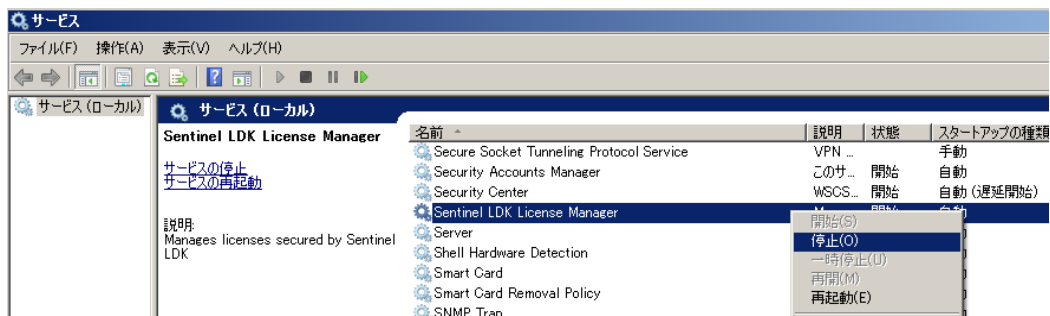 サービス
ファイル(F) 操作(A) 表示(V) ヘルプ(H)
サービス (ローカル)
サービス (ローカル)
Sentinel LDK License Manager
サービスの停止
サービスの再起動
説明:
Manages licenses secured by Sentinel
LDK
名前 説明 状態 スタートアップの種類
Secure Socket Tunneling Protocol Service VPN ... 手動
Security Accounts Manager このサ... 開始 自動
Security Center WSCS... 開始 自動 (遅延開始)
Sentinel LDK License Manager
Server
Shell Hardware Detection
Smart Card
Smart Card Removal Policy
SNMP Trap
開始(S)
停止(O)
一時停止(U)
再開(M)
再起動(E)